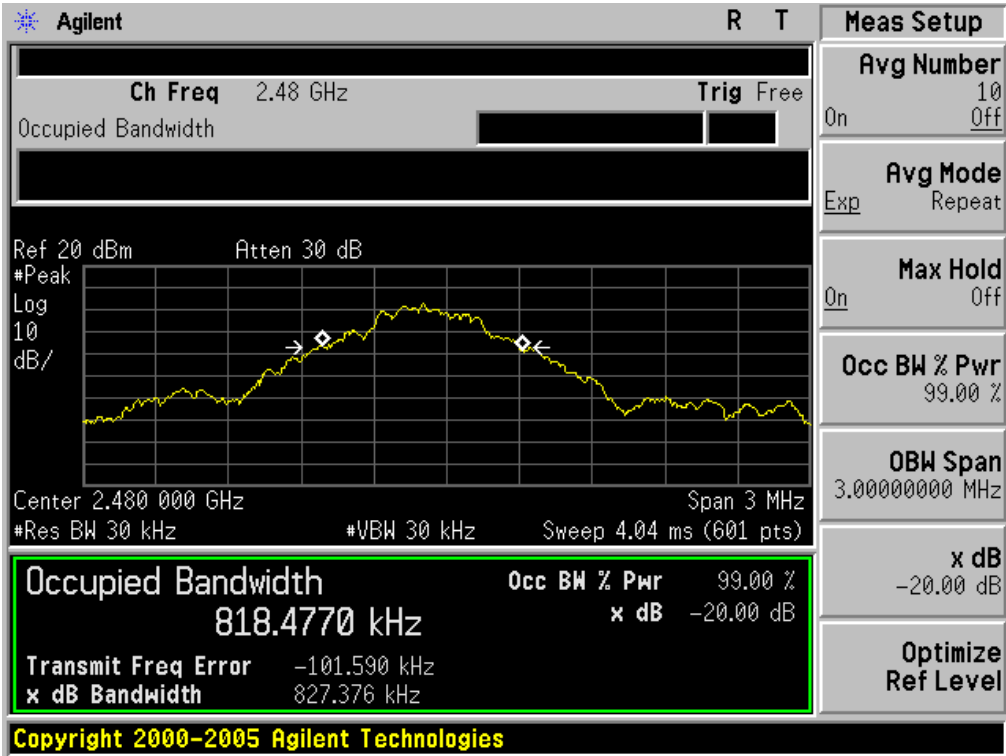 Agilent R T
Ch Freq 2.48 GHz Trig Free
Occupied Bandwidth
Ref 20 dBm Atten 30 dB
#Peak
Log
10
dB/
Center 2.480 000 GHz Span 3 MHz
#Res BW 30 kHz #VBW 30 kHz Sweep 4.04 ms (601 pts)
Occupied Bandwidth
818.4770 kHz
Occ BW % Pwr 99.00 %
x dB -20.00 dB
Transmit Freq Error -101.590 kHz
x dB Bandwidth 827.376 kHz
Copyright 2000-2005 Agilent Technologies
Meas Setup
Avg Number
10
On Off
Avg Mode
Exp Repeat
Max Hold
On Off
Occ BW % Pwr
99.00 %
OBW Span
3.00000000 MHz
x dB
-20.00 dB
Optimize
Ref Level